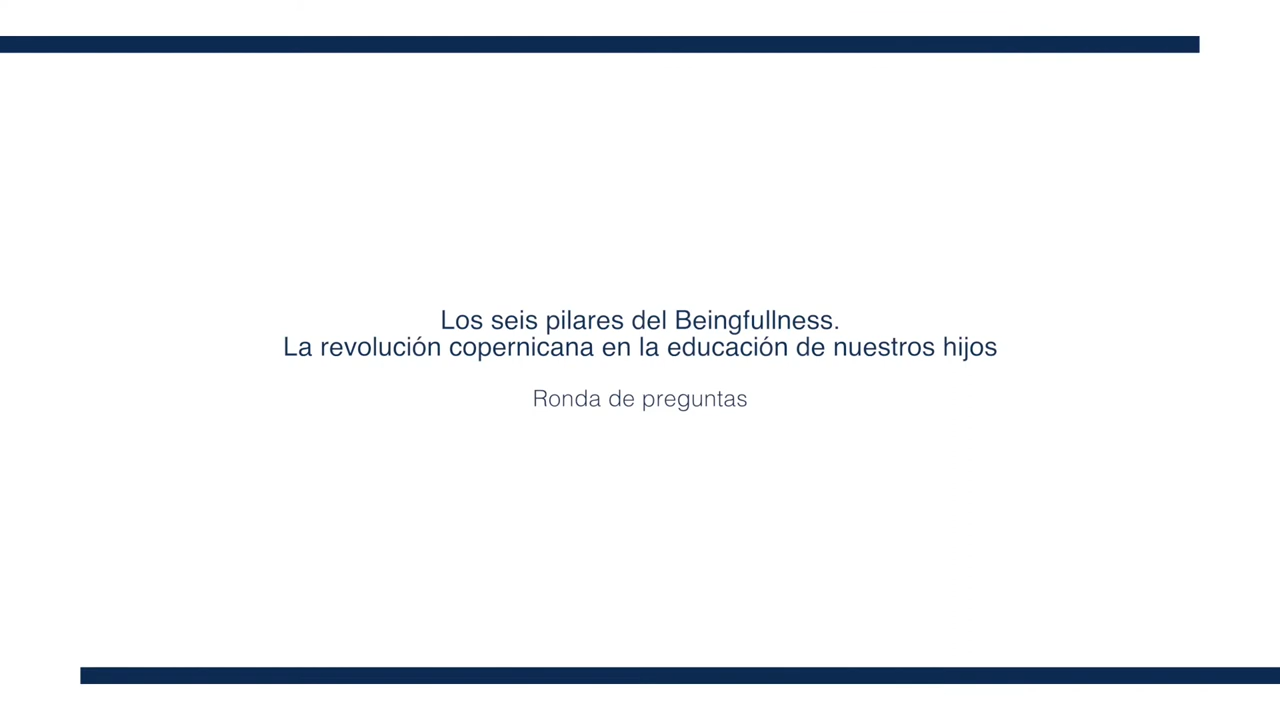 Los seis pilares del Beingfullness.
La revolución copernicana en la educación de nuestros hijos
Ronda de preguntas